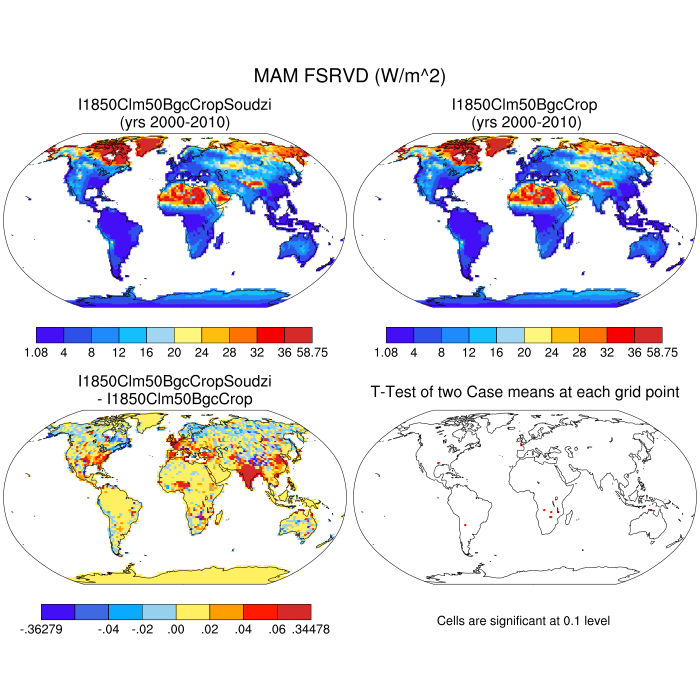 MAM FSRVD (W/m^2)
I1850Clm50BgcCropSoudzi
(yrs 2000-2010)
I1850Clm50BgcCrop
(yrs 2000-2010)
1.08 4 8 12 16 20 24 28 32 36 58.75
1.08 4 8 12 16 20 24 28 32 36 58.75
I1850Clm50BgcCropSoudzi
- I1850Clm50BgcCrop
T-Test of two Case means at each grid point
-.36279 -.04 -.02 .00 .02 .04 .06 .34478
Cells are significant at 0.1 level